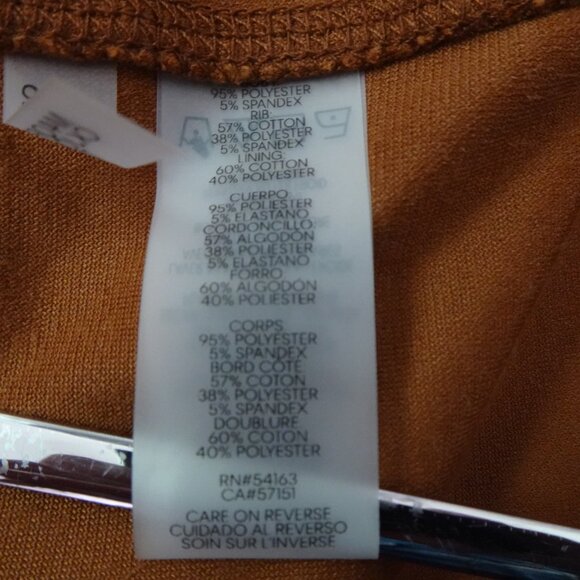 95% POLYESTER
5% SPANDEX
RIB:
57% COTTON
38% POLYESTER
5% SPANDEX
LINING:
60% COTTON
40% POLYESTER
CUERPO:
95% POLIESTER
5% ELASTANO
CORDONCILLO:
57% ALGODÓN
38% POLIESTER
5% ELASTANO
FORRO:
60% ALGODÓN
40% POLIESTER
CORPS:
95% POLYESTER
5% SPANDEX
BORD CÔTE:
57% COTON
38% POLYESTER
5% SPANDEX
DOUBLURE:
60% COTON
40% POLYESTER
RN#54163
CA#57151
CARE ON REVERSE
CUIDADO AL REVERSO
SOIN SUR L'INVERSE